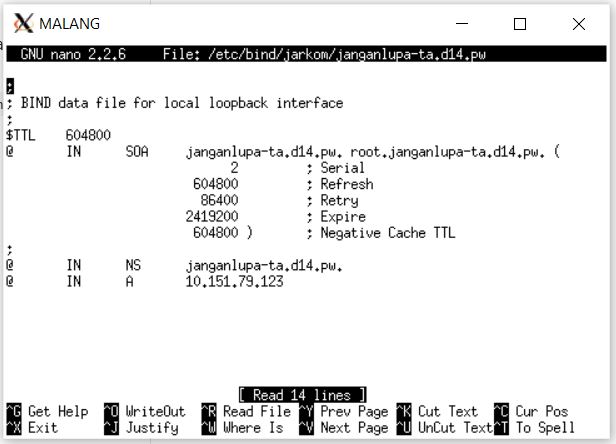 MALANG
GNU nano 2.2.6 File: /etc/bind/jarkom/janganlupa-ta.d14.pw
;
; BIND data file for local loopback interface
;
$TTL 604800
@ IN SOA janganlupa-ta.d14.pw. root.janganlupa-ta.d14.pw. (
2 ; Serial
604800 ; Refresh
86400 ; Retry
2419200 ; Expire
604800 ) ; Negative Cache TTL
;
@ IN NS janganlupa-ta.d14.pw.
@ IN A 10.151.79.123
[ Read 14 lines ]
^G Get Help ^O WriteOut ^R Read File ^Y Prev Page ^K Cut Text ^C Cur Pos
^X Exit ^J Justify ^W Where Is ^V Next Page ^U UnCut Text ^T To Spell